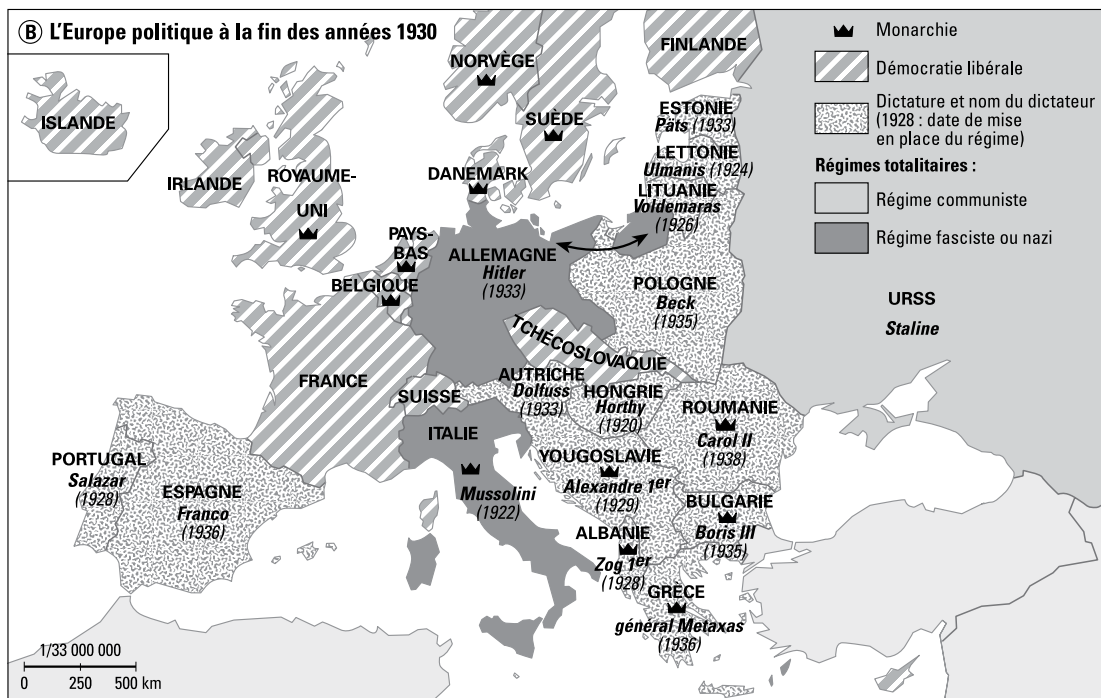 B L'Europe politique à la fin des années 1930
Monarchie
Démocratie libérale
Dictature et nom du dictateur
(1928 : date de mise
en place du régime)
Régimes totalitaires :
Régime communiste
Régime fasciste ou nazi
ISLANDE
NORVÈGE
FINLANDE
SUÈDE
ESTONIE
Päts (1933)
LETTONIE
Ulmanis (1924)
LITUANIE
Voldemaras
(1926)
IRLANDE
ROYAUME-
UNI
DANEMARK
PAYS-
BAS
BELGIQUE
ALLEMAGNE
Hitler
(1933)
POLOGNE
Beck
(1935)
URSS
Staline
TCHÉCOSLOVAQUIE
FRANCE
SUISSE
AUTRICHE
Dolfuss
(1933)
HONGRIE
Horthy
(1920)
ROUMANIE
Carol II
(1938)
ITALIE
Mussolini
(1922)
YOUGOSLAVIE
Alexandre 1er
(1929)
BULGARIE
Boris III
(1935)
PORTUGAL
Salazar
(1928)
ESPAGNE
Franco
(1936)
ALBANIE
Zog 1er
(1928)
GRÈCE
général Metaxas
(1936)
1/33 000 000
0 250 500 km